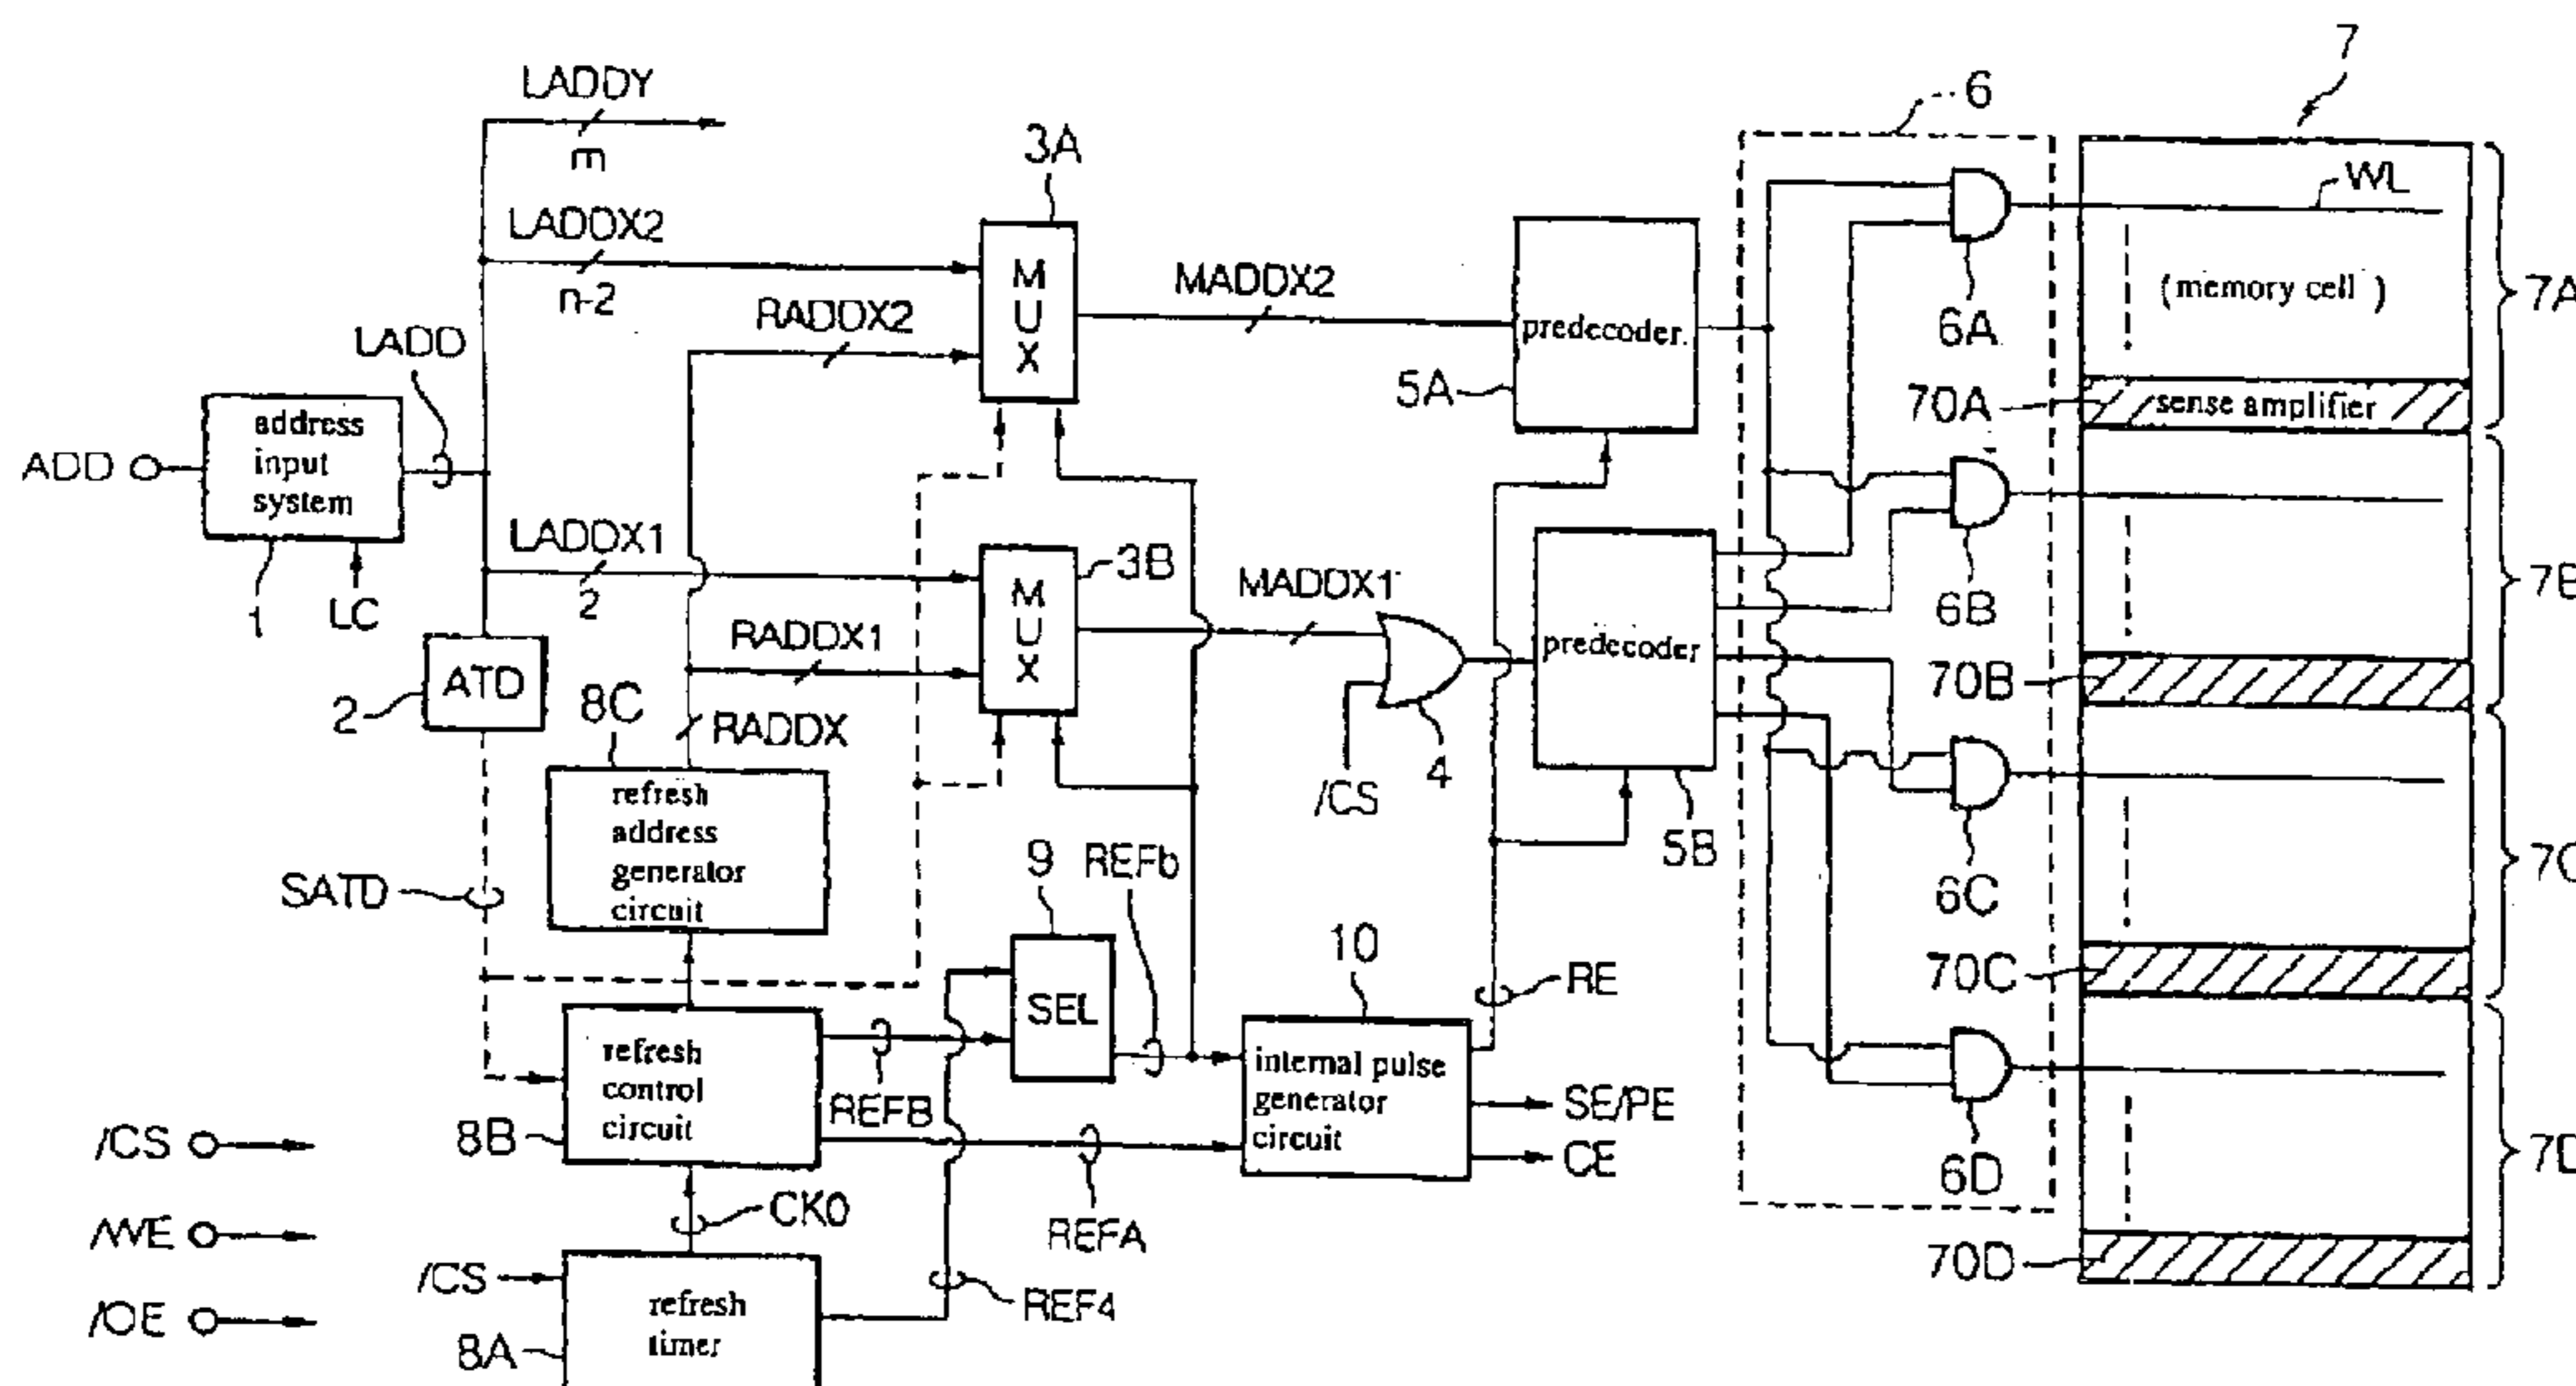 7
LADDY
m
6
3A
WL
LADDX2
n-2
M
U
X
MADDX2
(memory cell)
7A
RADDX2
predecoder.
6A
LADD
5A
70A
sense amplifier
address
input
system
ADD
1
LC
LADDX1
2
3B
M
U
X
MADDX1
6B
7B
RADDX1
predecoder
ATD
2
8C
RADDX
4
/CS
5B
70B
refresh
address
generator
circuit
SATD
9
REFb
6C
SEL
10
RE
70C
refresh
control
circuit
internal pulse
generator
circuit
REFB
SE/PE
8B
/CS
CE
7D
6D
/WE
CK0
REFA
/CS
70D
REF4
/OE
refresh
timer
8A